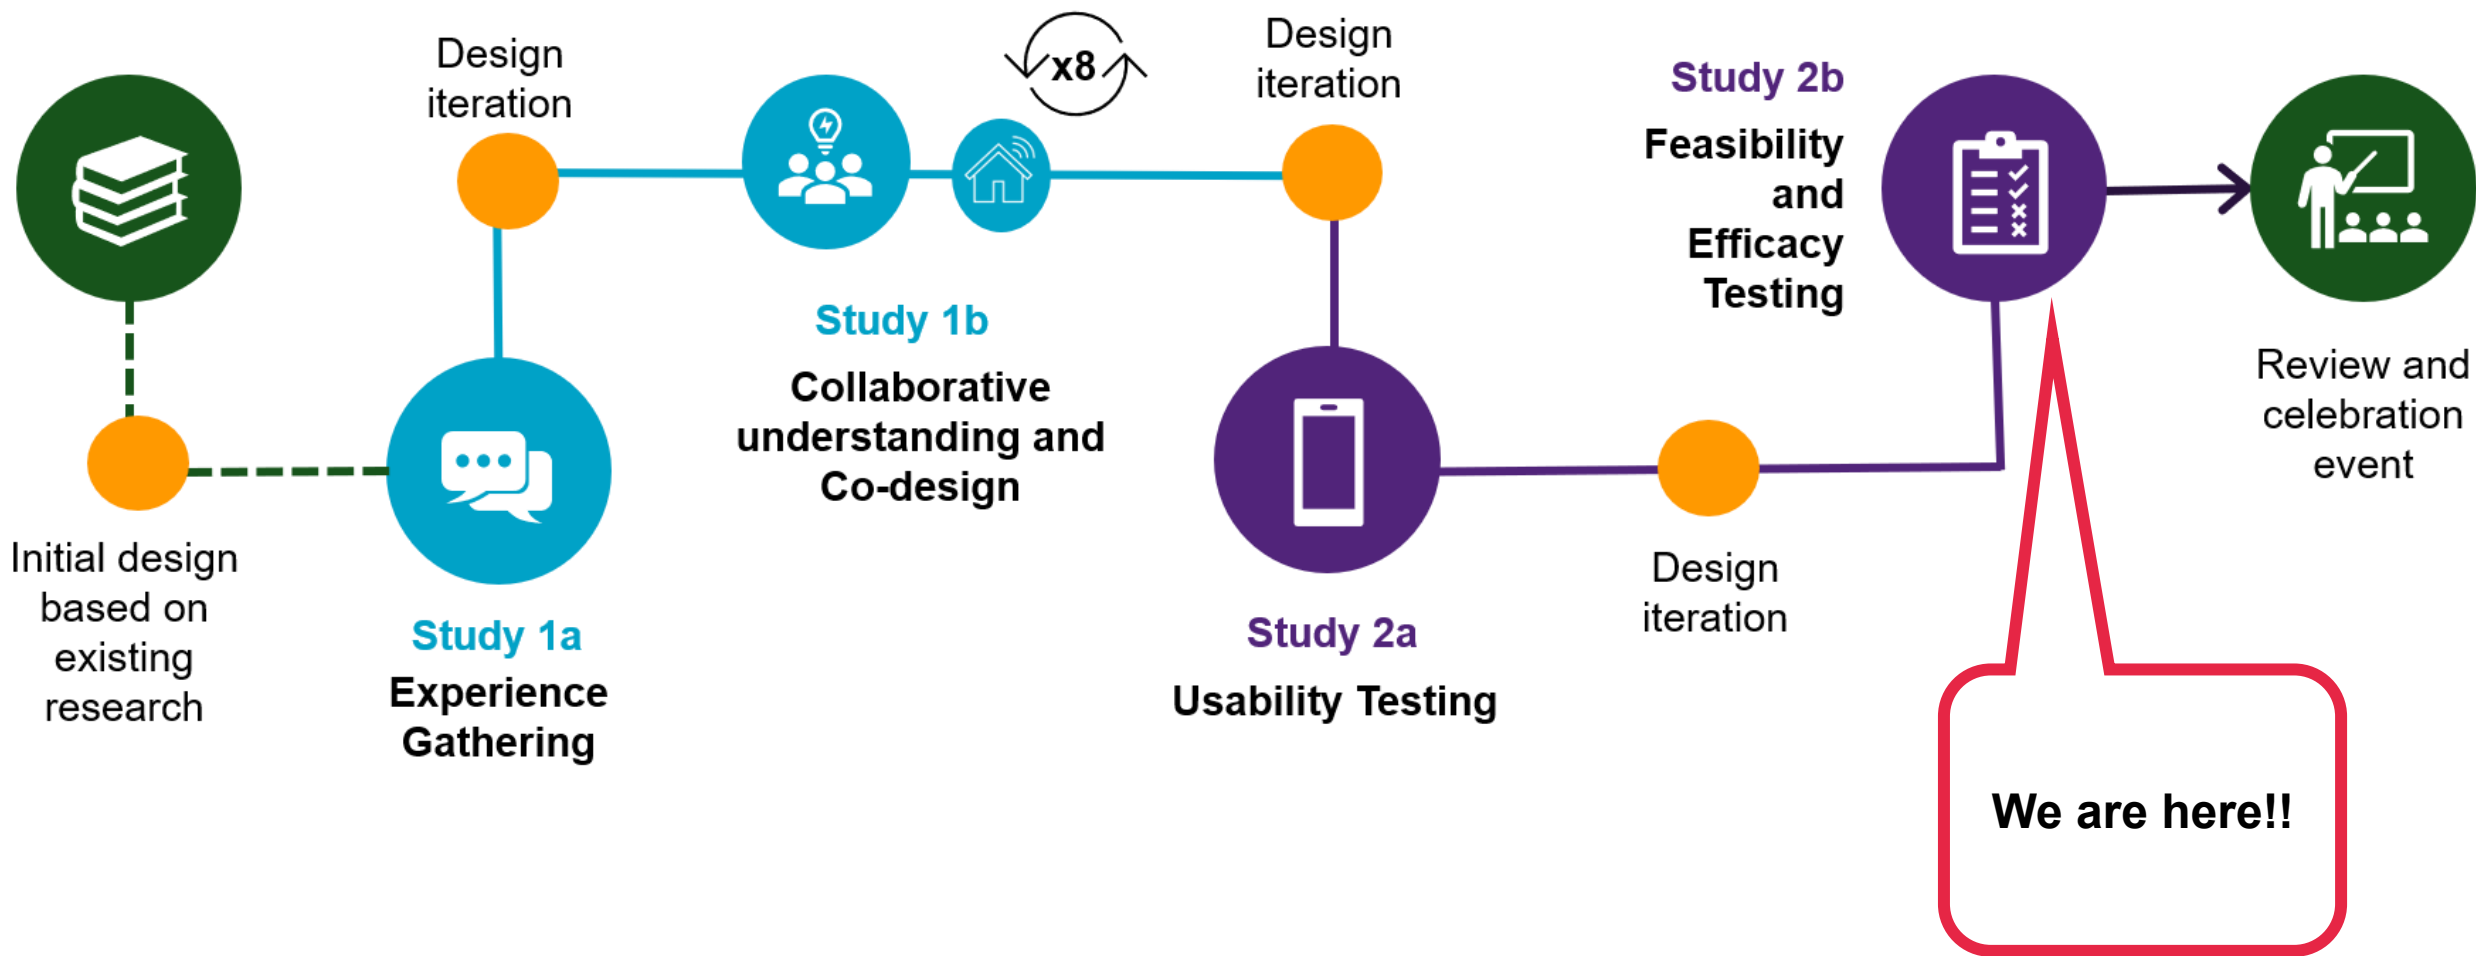 Initial design
based on
existing
research
Design
iteration
Study 1a
Experience
Gathering
x8
Study 1b
Collaborative
understanding and
Co-design
Design
iteration
Study 2a
Usability Testing
Design
iteration
Study 2b
Feasibility
and
Efficacy
Testing
We are here!!
Review and
celebration
event